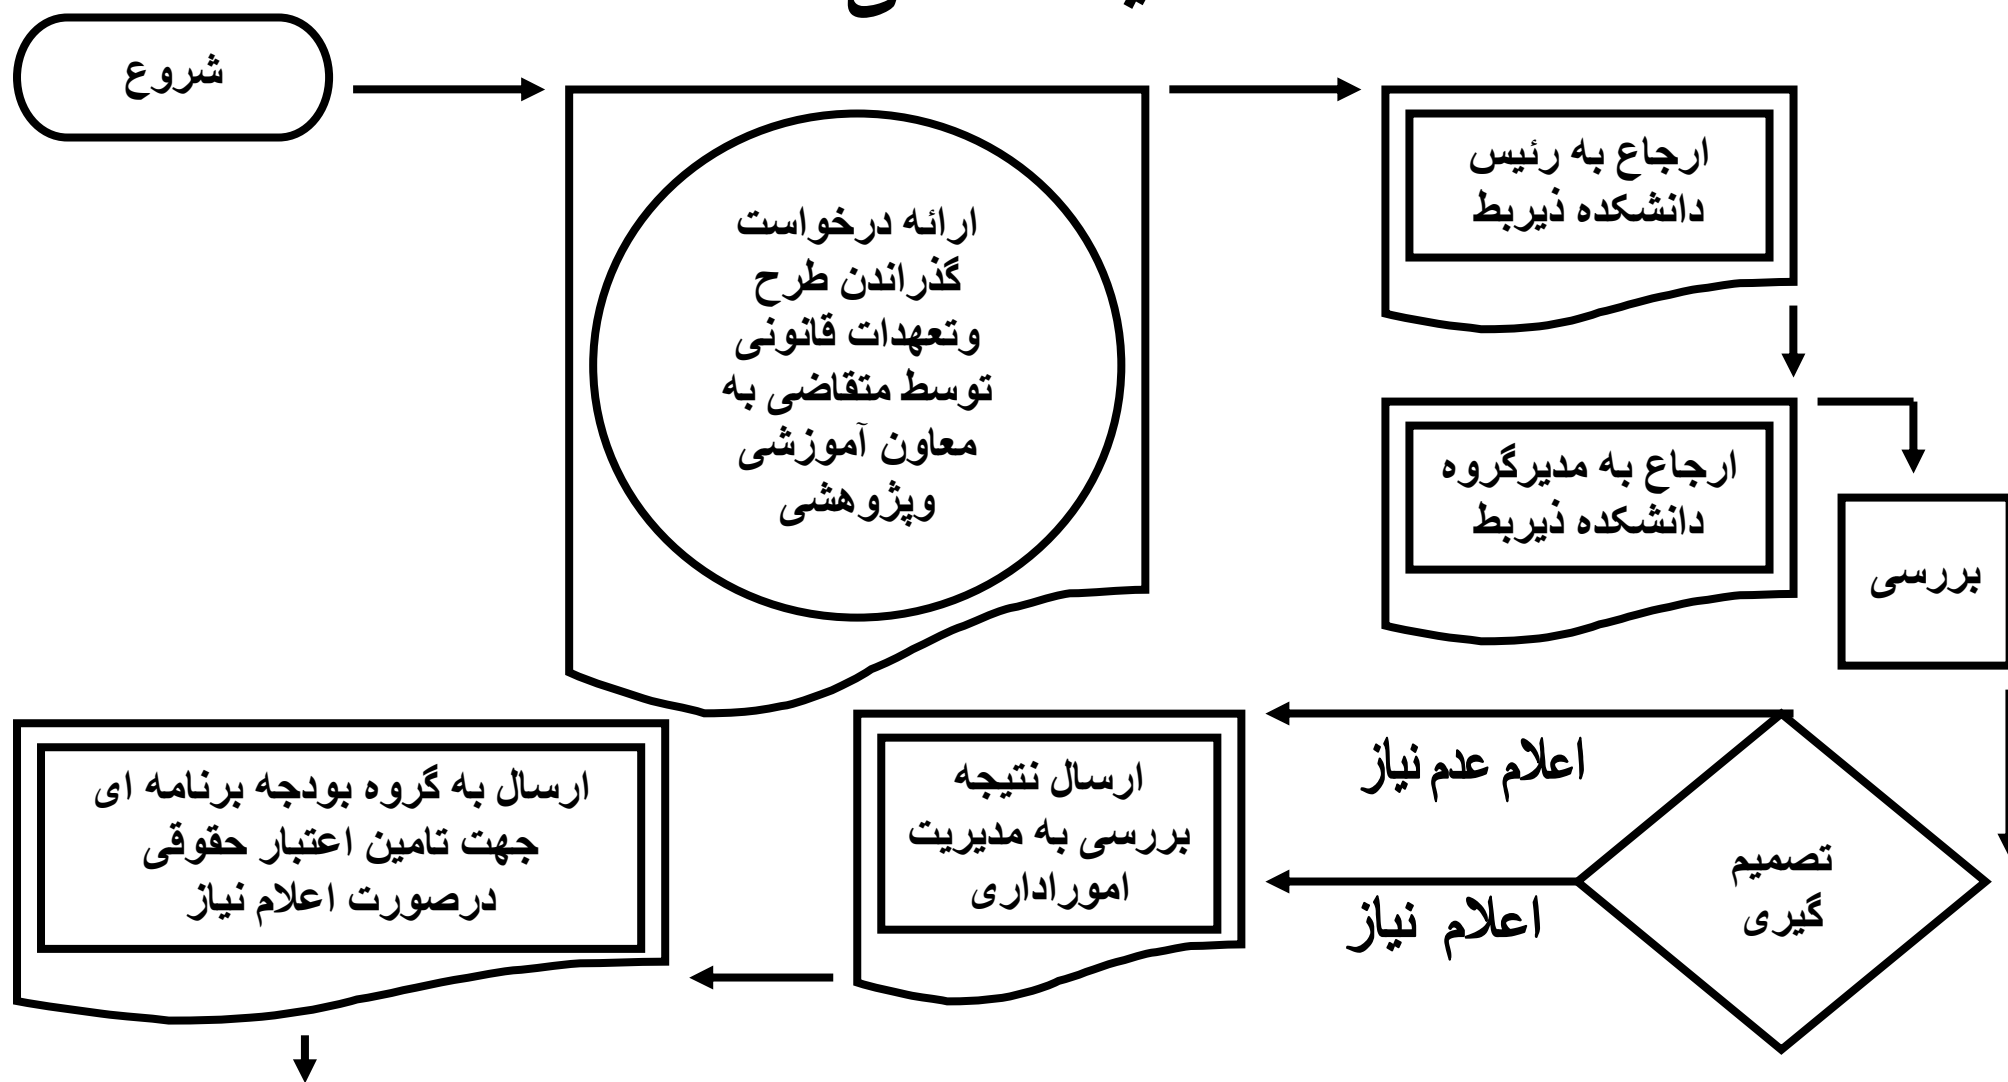 شروع
ارائه درخواست
گذراندن طرح
وتعهدات قانونی
توسط متقاضی به
معاون آموزشی
وپژوهشی
ارجاع به رئیس
دانشکده ذیربط
ارجاع به مدیرگروه
دانشکده ذیربط
بررسی
تصمیم
گیری
اعلام عدم نیاز
اعلام نیاز
ارسال نتیجه
بررسی به مدیریت
اموراداری
ارسال به گروه بودجه برنامه ای
جهت تامین اعتبار حقوقی
درصورت اعلام نیاز